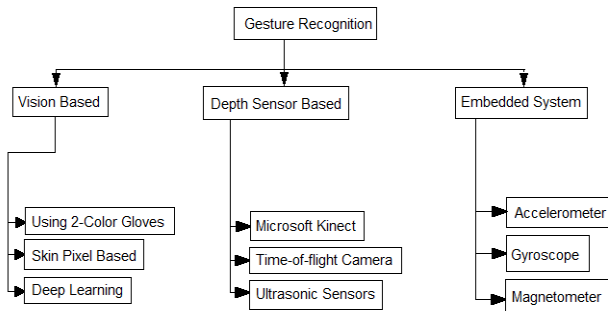 Gesture Recognition
Vision Based
Depth Sensor Based
Embedded System
Using 2-Color Gloves
Skin Pixel Based
Deep Learning
Microsoft Kinect
Time-of-flight Camera
Ultrasonic Sensors
Accelerometer
Gyroscope
Magnetometer